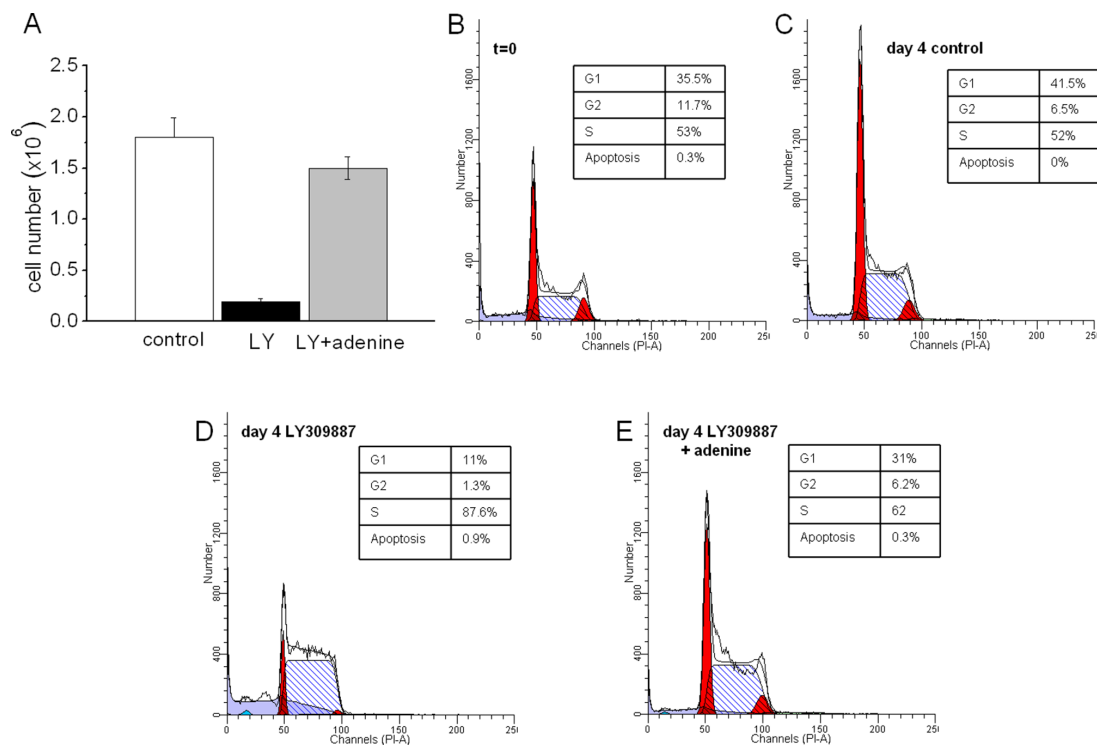 A
2.5
2.0
1.5
1.0
0.5
0.0
cell number (x10⁶)
control LY LY+adenine
B
t=0
G1 35.5%
G2 11.7%
S 53%
Apoptosis 0.3%
Number
1600
1200
800
400
0
0 50 100 150 200 250
Channels (PI-A)
C
day 4 control
G1 41.5%
G2 6.5%
S 52%
Apoptosis 0%
Number
1600
1200
800
400
0
0 50 100 150 200 250
Channels (PI-A)
D
day 4 LY309887
G1 11%
G2 1.3%
S 87.6%
Apoptosis 0.9%
Number
1600
1200
800
400
0
0 50 100 150 200 250
Channels (PI-A)
E
day 4 LY309887
+ adenine
G1 31%
G2 6.2%
S 62
Apoptosis 0.3%
Number
1600
1200
800
400
0
0 50 100 150 200 250
Channels (PI-A)